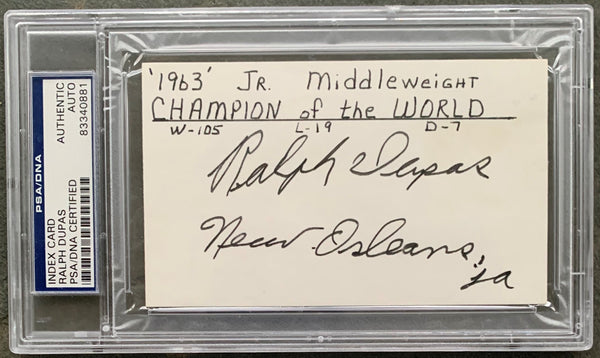 PSA/DNA
INDEX CARD
RALPH DUPAS
PSA/DNA CERTIFIED
AUTHENTIC
AUTO
83340881
'1963' JR. MiddleweiGHT
CHAMPION of the WORLD
W-105 L-19 D-7
Ralph Dupas
New Orleans,
La